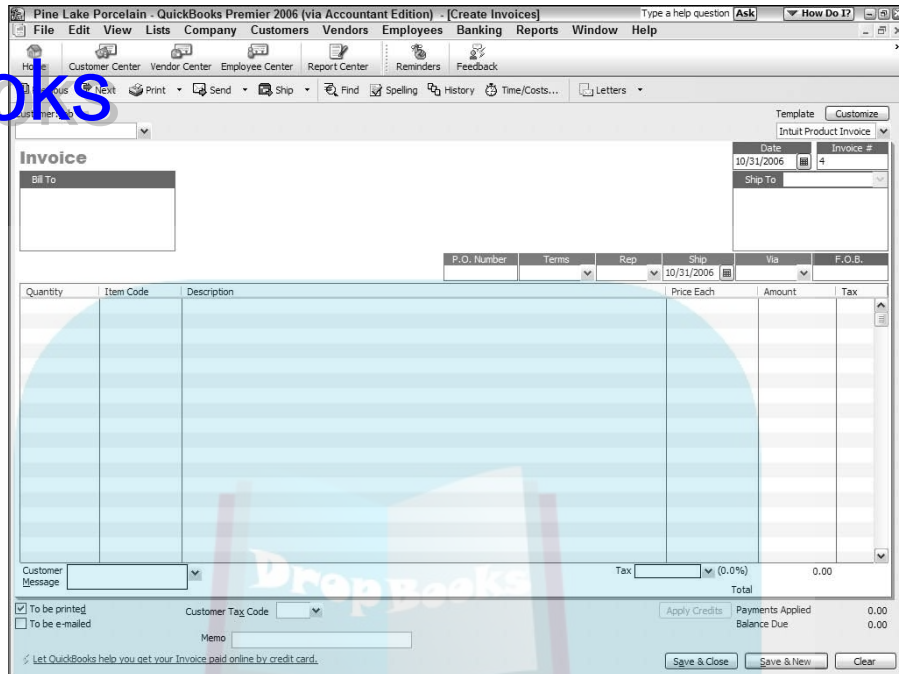 Pine Lake Porcelain - QuickBooks Premier 2006 (via Accountant Edition) - [Create Invoices] Type a help question Ask How Do I?
File Edit View Lists Company Customers Vendors Employees Banking Reports Window Help
Customer Center Vendor Center Employee Center Report Center Reminders Feedback
oks
Next Print Send Ship Find Spelling History Time/Costs... Letters
Template Customize
Intuit Product Invoice
Invoice
Date Invoice #
10/31/2006 4
Bill To Ship To
P.O. Number Terms Rep Ship Via F.O.B.
10/31/2006
Quantity Item Code Description Price Each Amount Tax
DropBooks
Customer Message Tax (0.0%) 0.00
Total
To be printed Customer Tax Code Apply Credits Payments Applied 0.00
To be e-mailed Balance Due 0.00
Memo
Let QuickBooks help you get your Invoice paid online by credit card.
Save & Close Save & New Clear